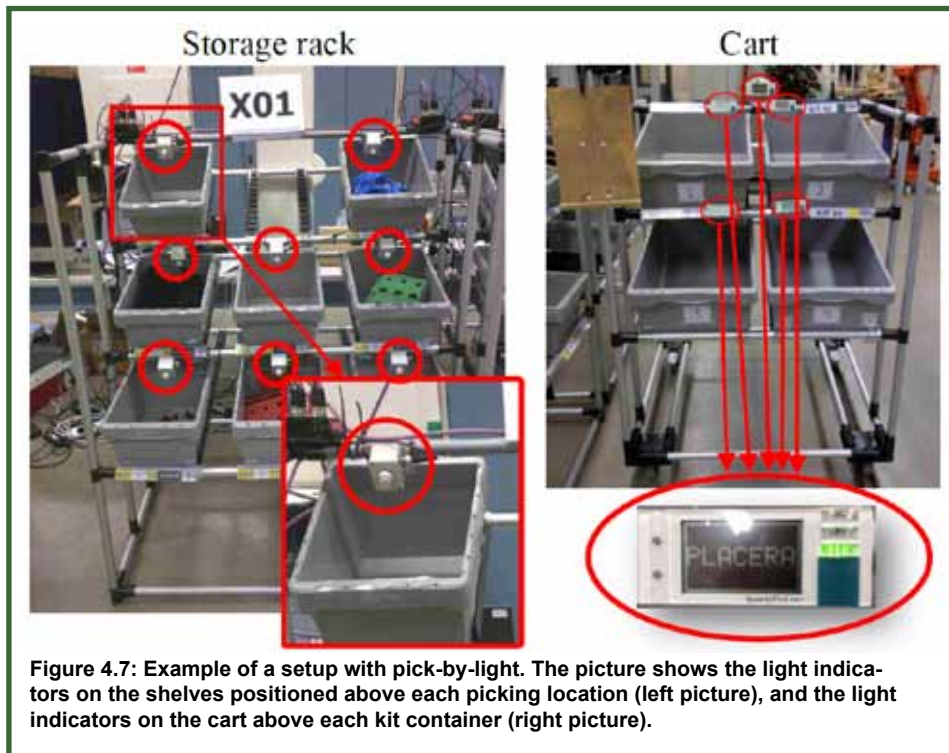 Storage rack
Cart
X01
1
2
PLACERA
Figure 4.7: Example of a setup with pick-by-light. The picture shows the light indica-
tors on the shelves positioned above each picking location (left picture), and the light
indicators on the cart above each kit container (right picture).